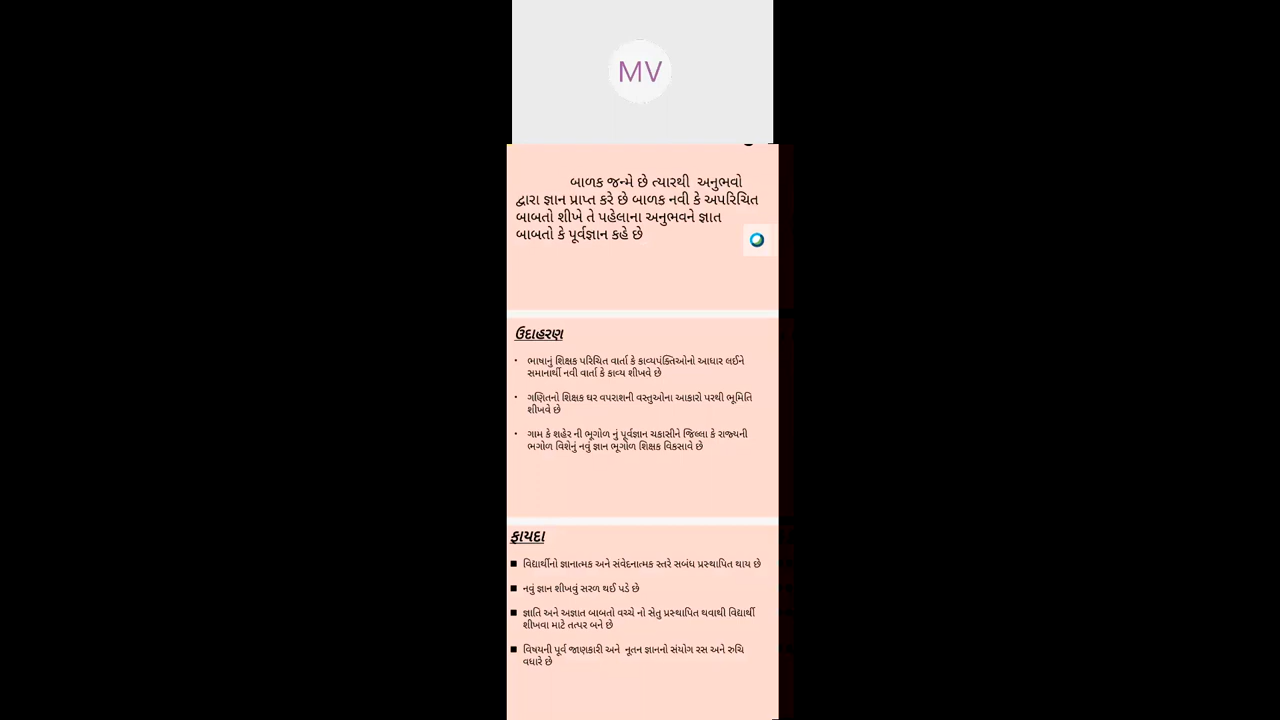 MV
બાળક જન્મે છે ત્યારથી અનુભવો
દ્વારા જ્ઞાન પ્રાપ્ત કરે છે બાળક નવી કે અપરિચિત
બાબતો શીખે તે પહેલાના અનુભવને જ્ઞાત
બાબતો કે પૂર્વજ્ઞાન કહે છે
ઉદાહરણ
• ભાષાનું શિક્ષક પરિચિત વાર્તા કે કાવ્યપંક્તિઓનો આધાર લઈને
સમાનાર્થી નવી વાર્તા કે કાવ્ય શીખવે છે
• ગણિતનો શિક્ષક ઘર વપરાશની વસ્તુઓના આકારો પરથી ભૂમિતિ
શીખવે છે
• ગામ કે શહેર ની ભૂગોળ નું પૂર્વજ્ઞાન ચકાસીને જિલ્લા કે રાજ્યની
ભગોળ વિશેનું નવું જ્ઞાન ભૂગોળ શિક્ષક વિકસાવે છે
ફાયદા
■ વિદ્યાર્થીનો જ્ઞાનાત્મક અને સંવેદનાત્મક સ્તરે સબંધ પ્રસ્થાપિત થાય છે
■ નવું જ્ઞાન શીખવું સરળ થઈ પડે છે
■ જ્ઞાતિ અને અજ્ઞાત બાબતો વચ્ચે નો સેતુ પ્રસ્થાપિત થવાથી વિદ્યાર્થી
શીખવા માટે તત્પર બને છે
■ વિષયની પૂર્વ જાણકારી અને નૂતન જ્ઞાનનો સંયોગ રસ અને રુચિ
વધારે છે